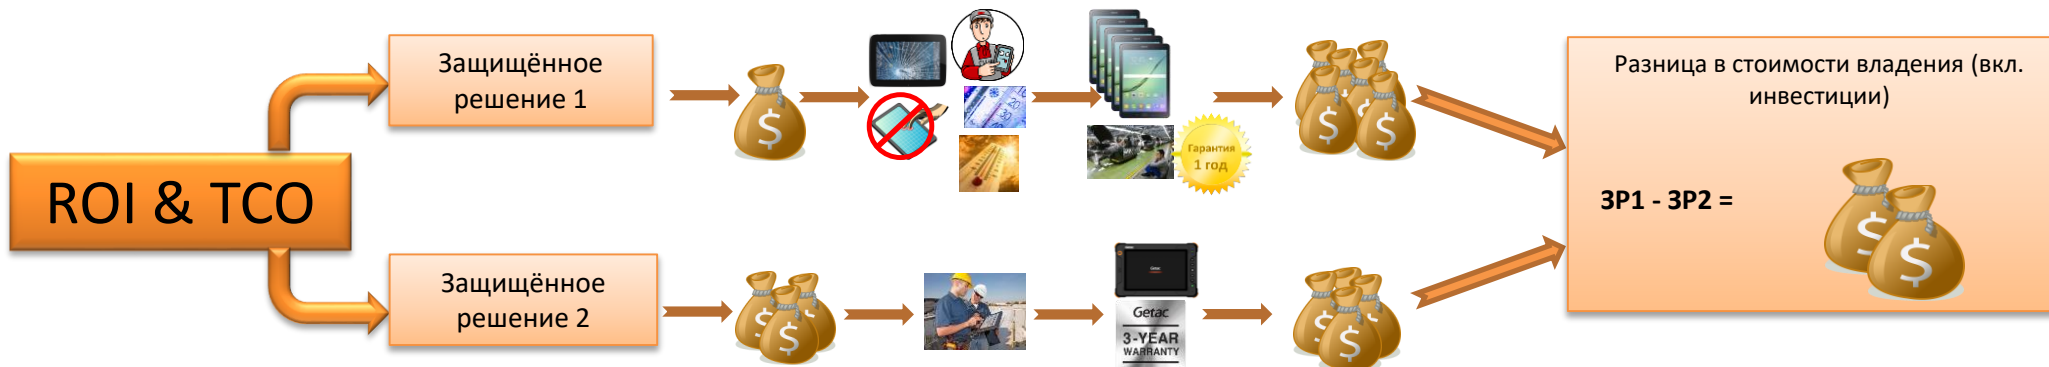 ROI & TCO
Защищённое
решение 1
$
Гарантия
1 год
$
$
$
Защищённое
решение 2
$
$
Getac
Getac
3-YEAR
WARRANTY
$
$
Разница в стоимости владения (вкл.
инвестиции)
ЗР1 - ЗР2 =
$
$